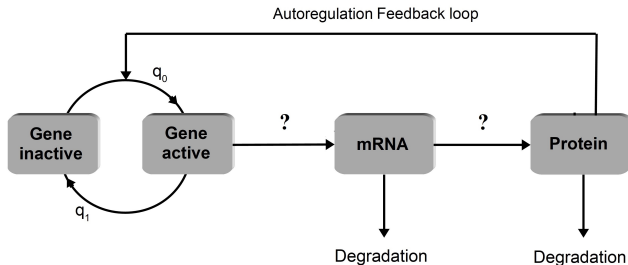 Autoregulation Feedback loop
q₀
Gene
inactive
Gene
active
?
mRNA
?
Protein
q₁
Degradation
Degradation